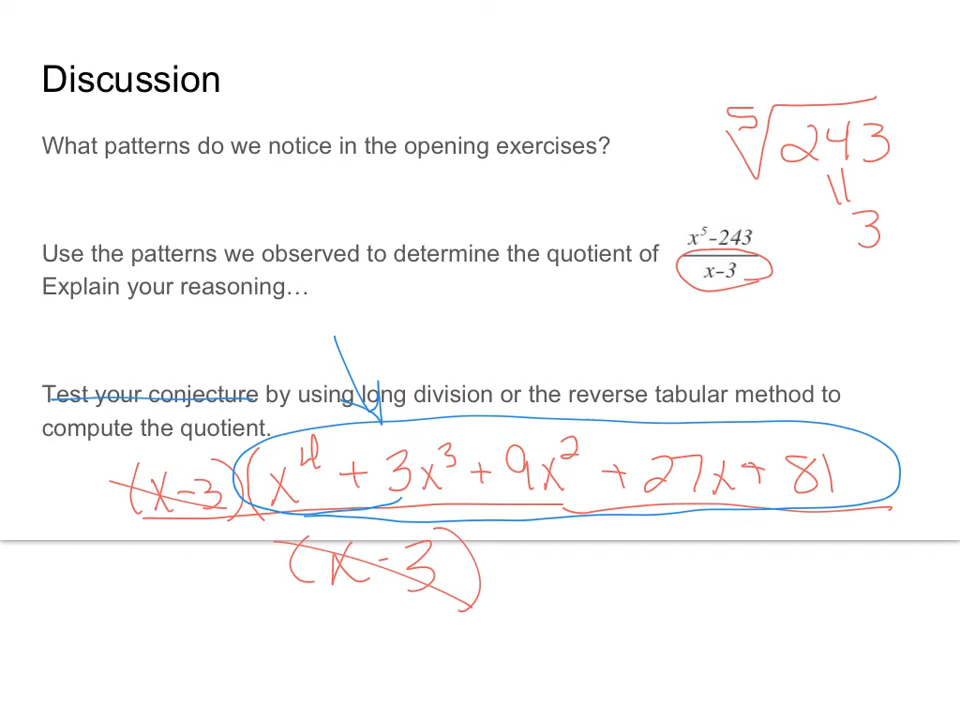 Discussion
What patterns do we notice in the opening exercises?
⁵√243
=
3
Use the patterns we observed to determine the quotient of
x⁵-243
x-3
Explain your reasoning…
Test your conjecture by using long division or the reverse tabular method to
compute the quotient.
(x-3)(x⁴ + 3x³ + 9x² + 27x + 81
(x-3)